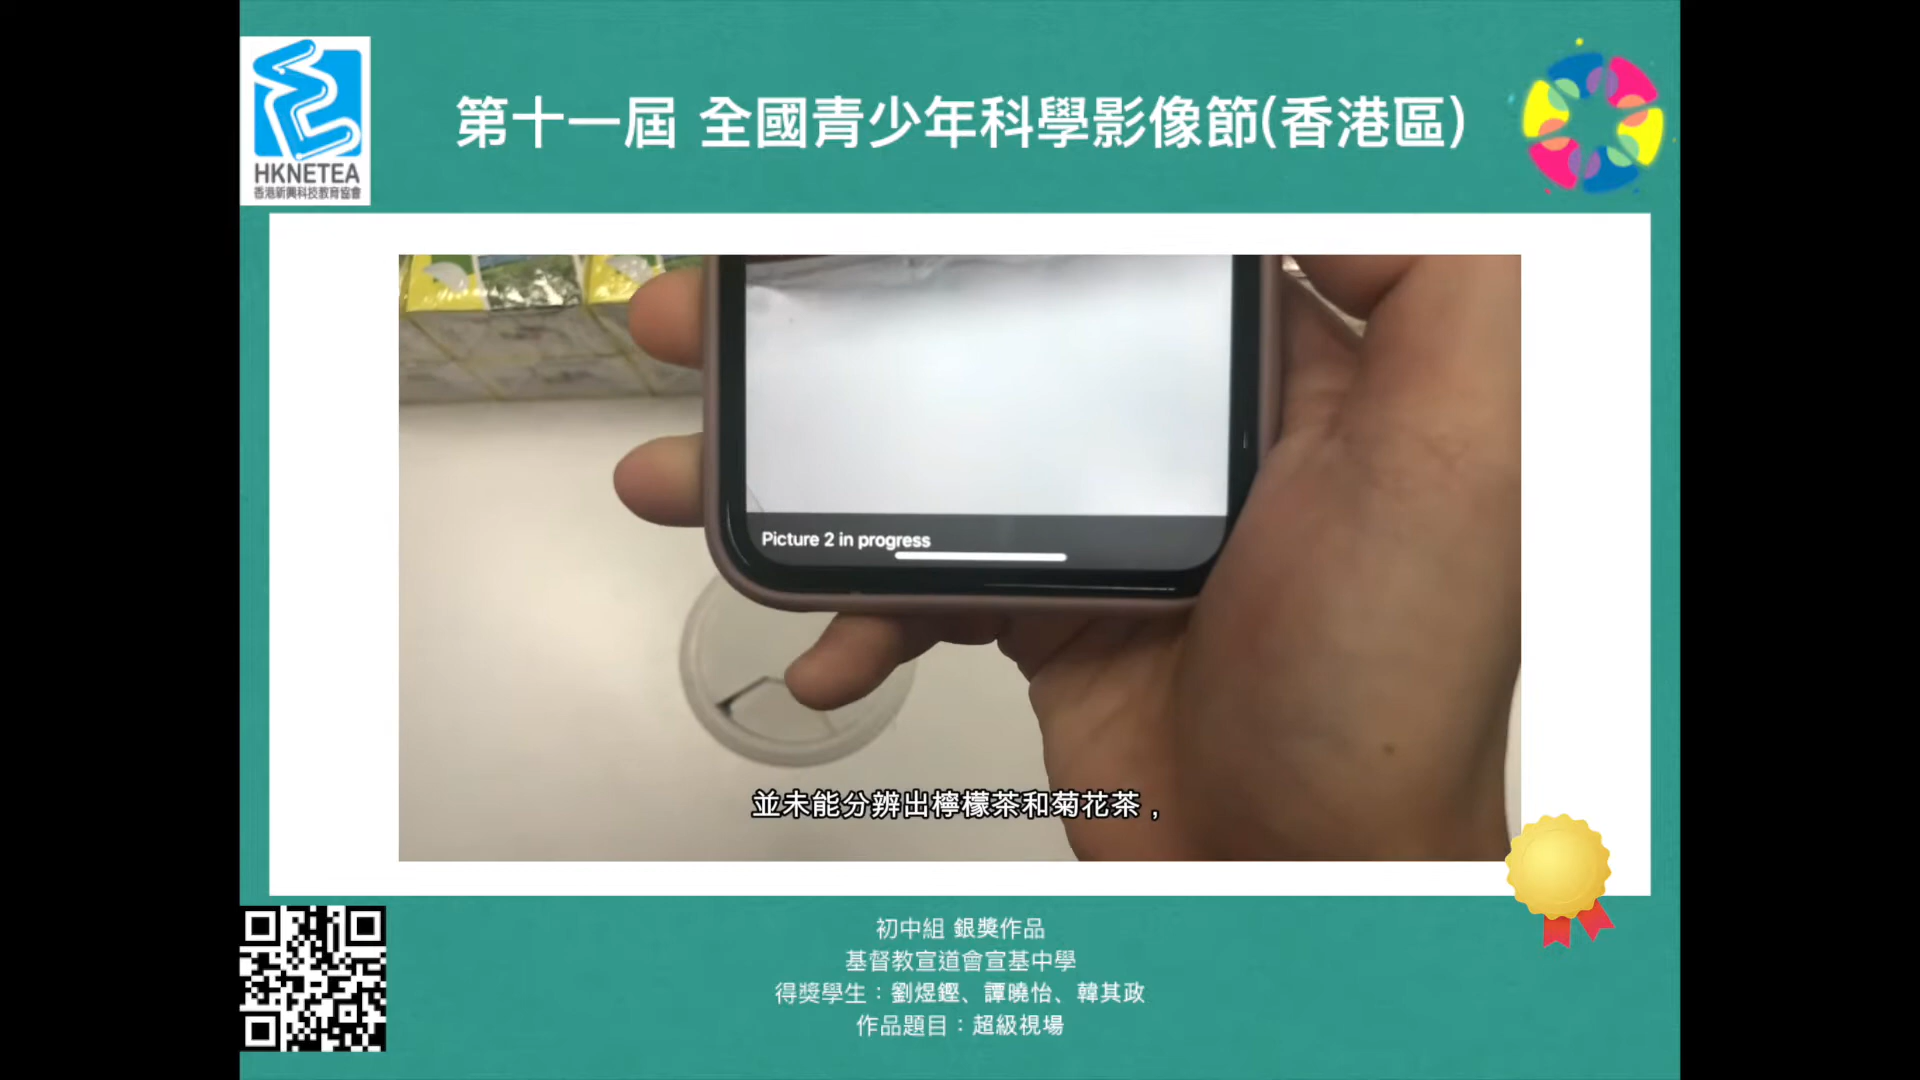 HKNETEA
香港新興科技教育協會
第十一屆 全國青少年科學影像節(香港區)
Picture 2 in progress
並未能分辨出檸檬茶和菊花茶，
初中組 銀獎作品
基督教宣道會宣基中學
得獎學生：劉煜鏗、譚曉怡、韓其政
作品題目：超級視場